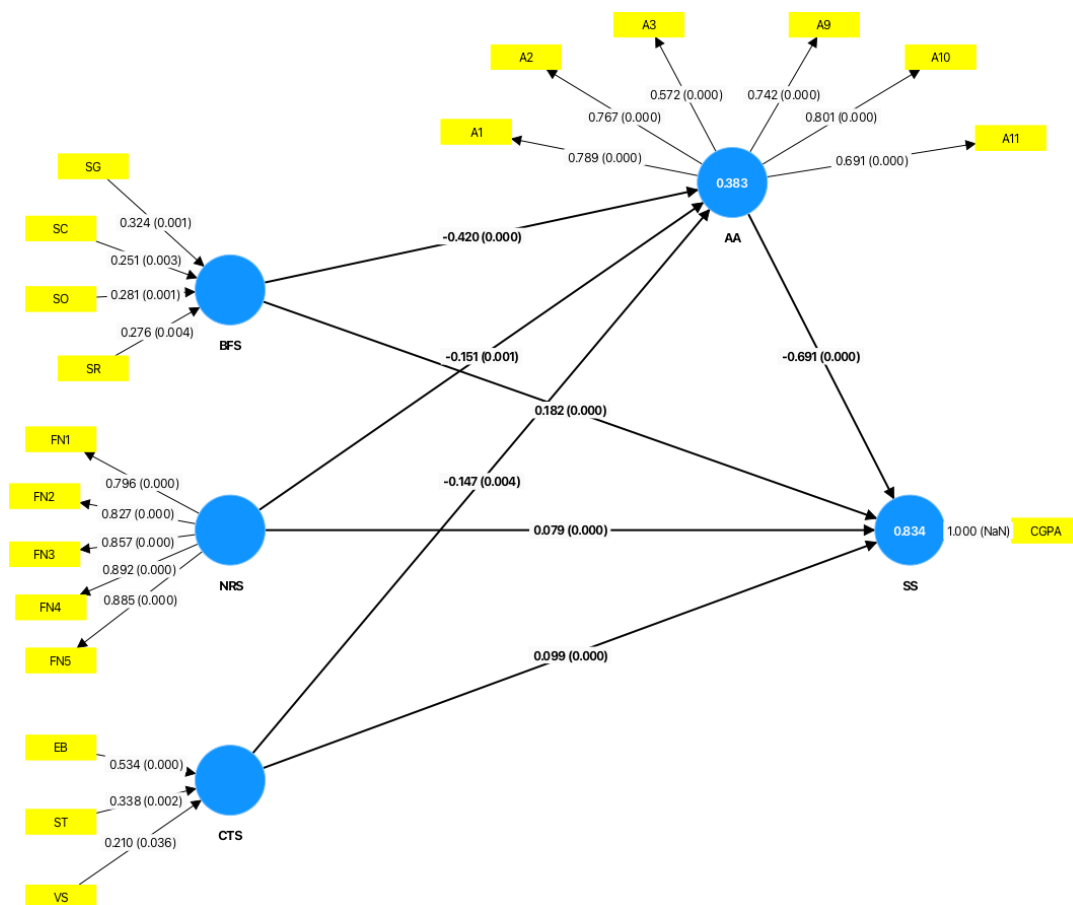 A3
A9
A2
A10
0.572 (0.000)
0.742 (0.000)
0.767 (0.000)
0.801 (0.000)
A1
A11
0.789 (0.000)
0.691 (0.000)
SG
0.383
0.324 (0.001)
SC
-0.420 (0.000)
AA
0.251 (0.003)
SO
0.281 (0.001)
0.276 (0.004)
BFS
SR
-0.151 (0.001)
-0.691 (0.000)
0.182 (0.000)
FN1
0.796 (0.000)
-0.147 (0.004)
FN2
0.827 (0.000)
0.079 (0.000)
0.834
1.000 (NaN)
CGPA
FN3
0.857 (0.000)
0.892 (0.000)
NRS
SS
FN4
0.885 (0.000)
FN5
0.099 (0.000)
EB
0.534 (0.000)
0.338 (0.002)
ST
0.210 (0.036)
CTS
VS